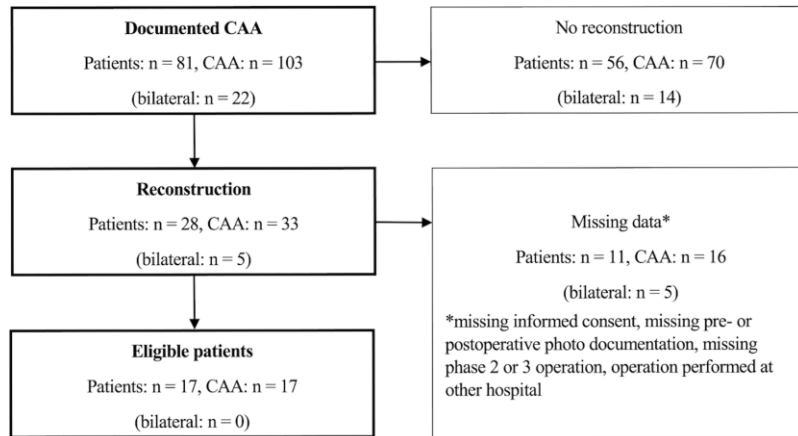 Documented CAA
Patients: n = 81, CAA: n = 103
(bilateral: n = 22)
No reconstruction
Patients: n = 56, CAA: n = 70
(bilateral: n = 14)
Reconstruction
Patients: n = 28, CAA: n = 33
(bilateral: n = 5)
Missing data*
Patients: n = 11, CAA: n = 16
(bilateral: n = 5)
*missing informed consent, missing pre- or
postoperative photo documentation, missing
phase 2 or 3 operation, operation performed at
other hospital
Eligible patients
Patients: n = 17, CAA: n = 17
(bilateral: n = 0)